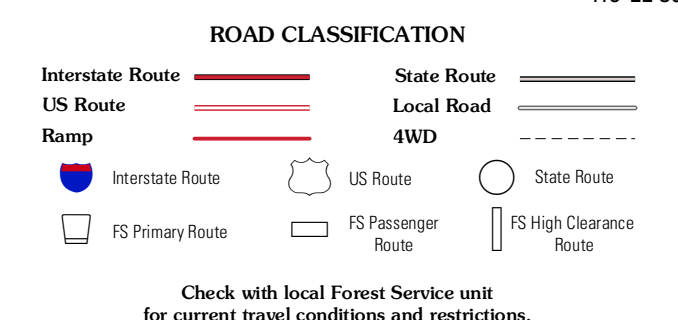 ROAD CLASSIFICATION
Interstate Route
State Route
US Route
Local Road
Ramp
4WD
Interstate Route
US Route
State Route
FS Primary Route
FS Passenger
Route
FS High Clearance
Route
Check with local Forest Service unit
for current travel conditions and restrictions.